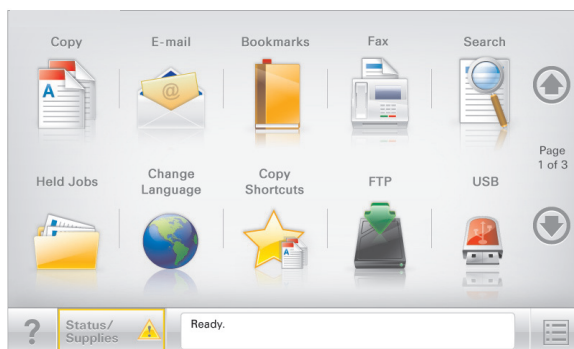 Copy
E-mail
Bookmarks
Fax
Search
A
@
Page
1 of 3
Held Jobs
Change
Language
Copy
Shortcuts
FTP
USB
A
?
Status/
Supplies
!
Ready.